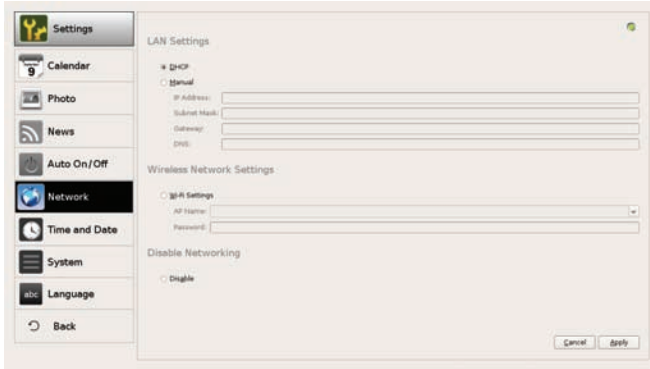 Settings
Calendar
9
Photo
News
Auto On/Off
Network
Time and Date
System
abc Language
Back
LAN Settings
DHCP
Manual
IP Address:
Subnet Mask:
Gateway:
DNS:
Wireless Network Settings
Wi-Fi Settings
AP Name:
Password:
Disable Networking
Disable
Cancel Apply